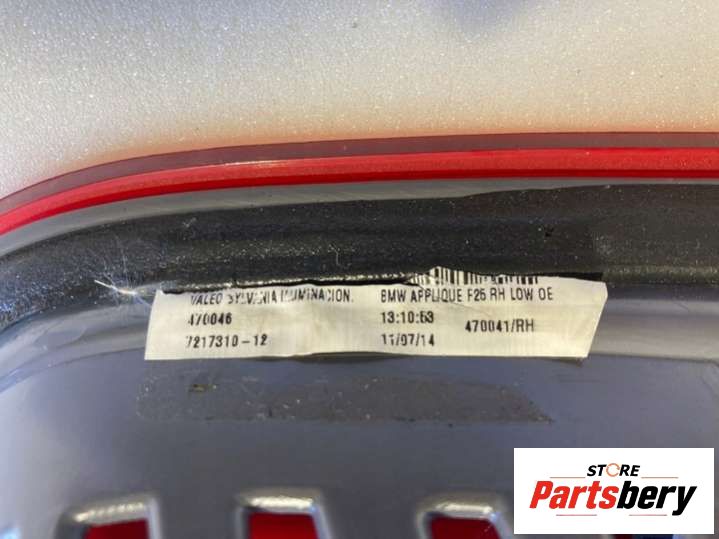 VALEO SYLVANIA ILUMINACION. BMW APPLIQUE F25 RH LOW OE
470046 13:10:53 470041/RH
7217310-12 11/07/14
STORE
Partsbery